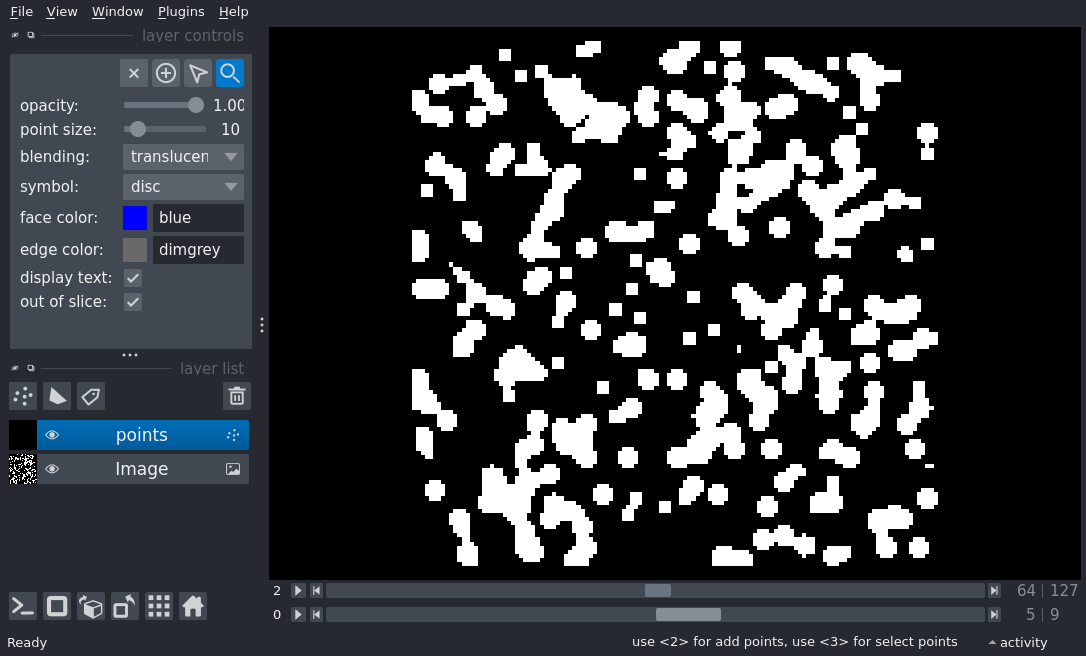 File View Window Plugins Help
layer controls
opacity: 1.00
point size: 10
blending: translucen
symbol: disc
face color: blue
edge color: dimgrey
display text:
out of slice:
layer list
points
Image
2 64 127
0 5 9
Ready use <2> for add points, use <3> for select points activity